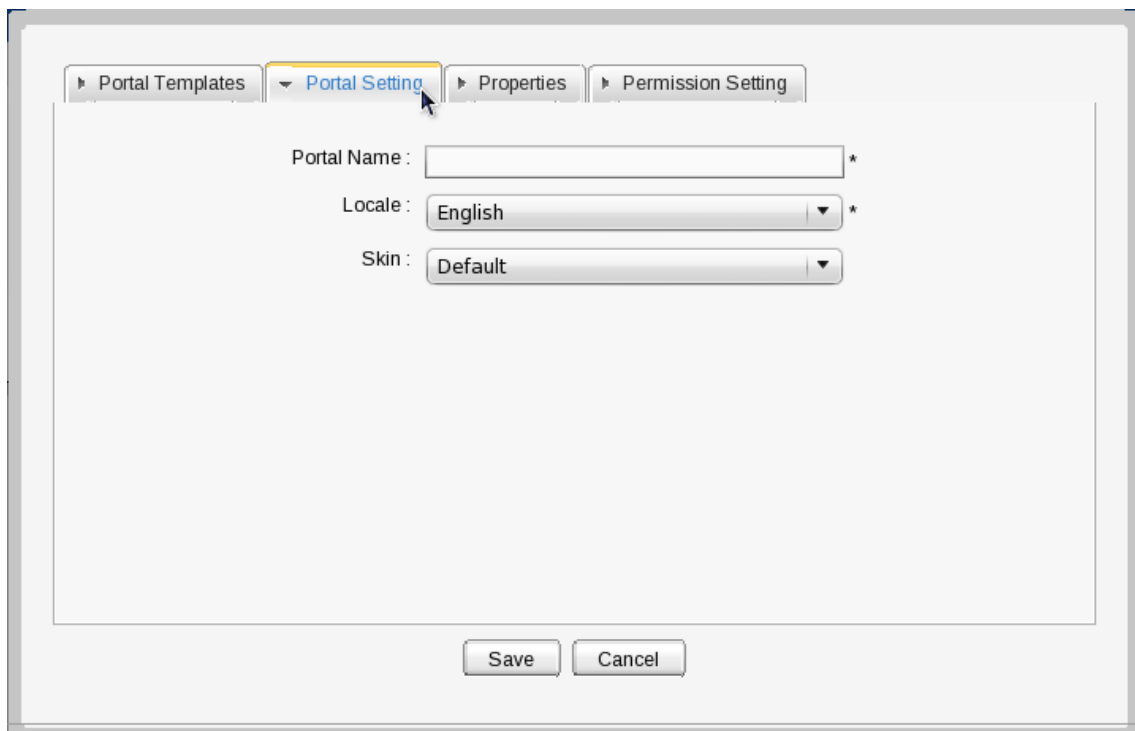 Portal Templates Portal Setting Properties Permission Setting
Portal Name : *
Locale : English *
Skin : Default
Save Cancel